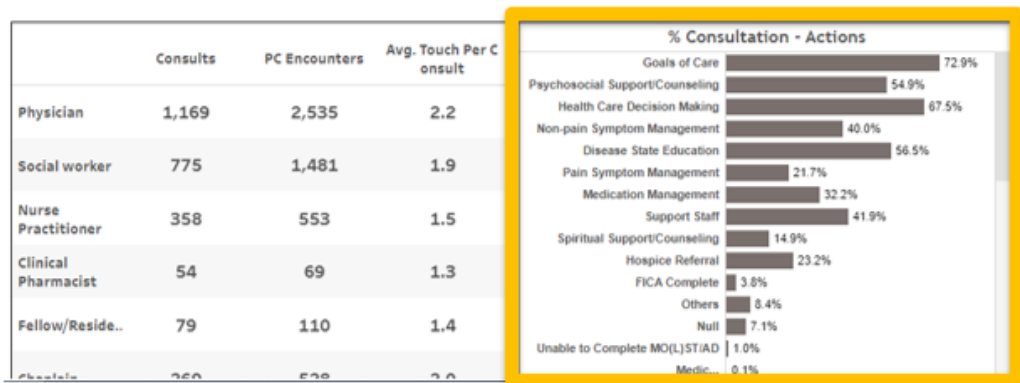 Consults PC Encounters Avg. Touch Per C
onsult
Physician 1,169 2,535 2.2
Social worker 775 1,481 1.9
Nurse
Practitioner 358 553 1.5
Clinical
Pharmacist 54 69 1.3
Fellow/Reside.. 79 110 1.4
% Consultation - Actions
Goals of Care 72.9%
Psychosocial Support/Counseling 54.9%
Health Care Decision Making 67.5%
Non-pain Symptom Management 40.0%
Disease State Education 56.5%
Pain Symptom Management 21.7%
Medication Management 32.2%
Support Staff 41.9%
Spiritual Support/Counseling 14.9%
Hospice Referral 23.2%
FICA Complete 3.8%
Others 8.4%
Null 7.1%
Unable to Complete MO(L)ST/AD 1.0%
Medic... 0.1%